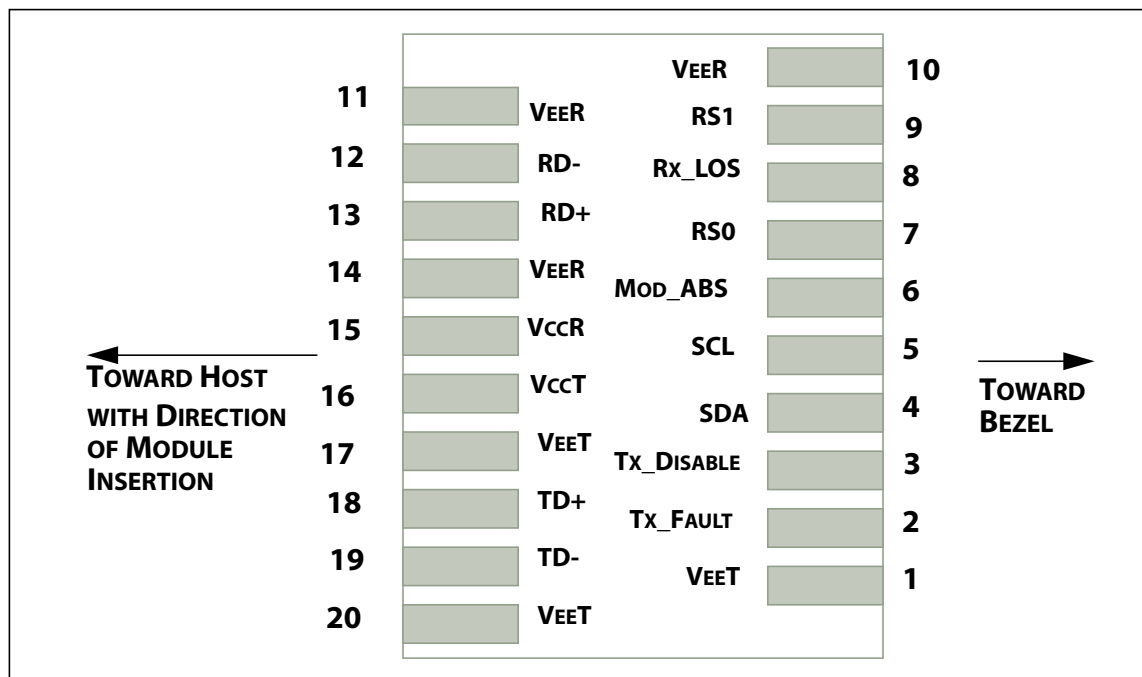 VEER 10
11 VEER
RS1 9
12 RD-
RX_LOS 8
13 RD+
RS0 7
14 VEER
MOD_ABS 6
15 VCCR
SCL 5
16 VCCT
SDA 4
17 VEET
TX_DISABLE 3
18 TD+
TX_FAULT 2
19 TD-
VEET 1
20 VEET
TOWARD HOST
WITH DIRECTION
OF MODULE
INSERTION
TOWARD
BEZEL